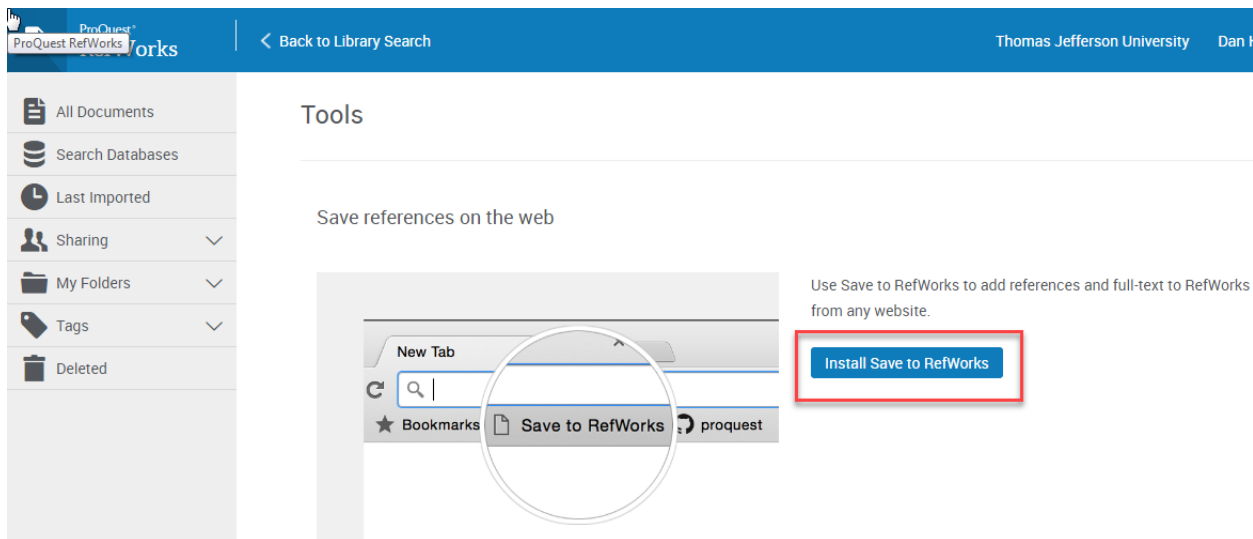 ProQuest
ProQuest RefWorks
Back to Library Search
Thomas Jefferson University
Dan
All Documents
Search Databases
Last Imported
Sharing
My Folders
Tags
Deleted
Tools
Save references on the web
New Tab
Bookmarks
Save to RefWorks
proquest
Use Save to RefWorks to add references and full-text to RefWorks
from any website.
Install Save to RefWorks